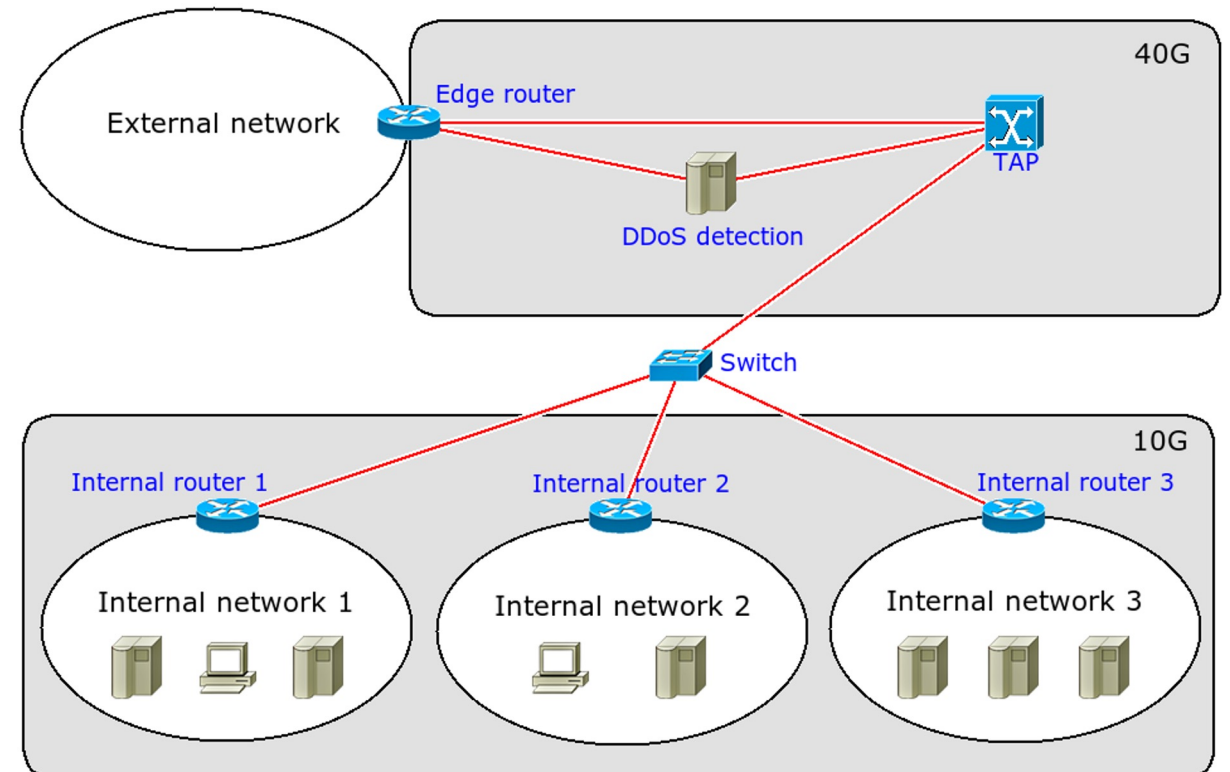 40G
Edge router
External network
TAP
DDoS detection
Switch
10G
Internal router 1
Internal router 2
Internal router 3
Internal network 1
Internal network 2
Internal network 3